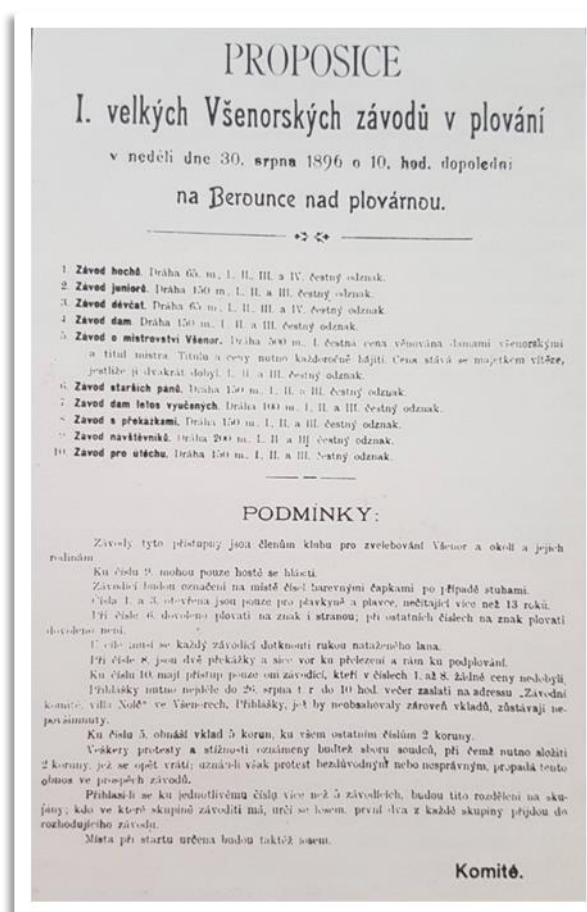 PROPOSICE
I. velkých Všenorských závodů v plování
v neděli dne 30. srpna 1896 o 10. hod. dopoledni
na Berounce nad plovárnou.
1. Závod hochů. Dráha 65 m., I., II., III. a IV. čestný odznak.
2. Závod juniorů. Dráha 150 m., I., II. a III. čestný odznak.
3. Závod děvčat. Dráha 65 m., I., II., III. a IV. čestný odznak.
4. Závod dam. Dráha 150 m., I., II. a III. čestný odznak.
5. Závod o mistrovství Všenor. Dráha 500 m., I. čestná cena věnována damami všenorskými
a titul mistra. Titulu a ceny nutno každoročně hájiti. Cena stává se majetkem vítěze,
jestliže ji dvakrát dobyl. I., II. a III. čestný odznak.
6. Závod starších pánů. Dráha 150 m., I., II. a III. čestný odznak.
7. Závod dam letos vyučených. Dráha 100 m., I., II. a III. čestný odznak.
8. Závod s překážkami. Dráha 150 m., I., II. a III. čestný odznak.
9. Závod navštěvníků. Dráha 200 m., I., II. a III. čestný odznak.
10. Závod pro útěchu. Dráha 150 m., I., II. a III. čestný odznak.
PODMÍNKY:
Závody tyto přístupny jsou členům klubu pro zvelebování Všenor a okolí a jejich
rodinám.
Ku číslu 9. mohou pouze hosté se hlásiti.
Závodící budou označeni na místě čísel barevnými čapkami po případě stuhami.
Čísla 1. a 3. otevřena jsou pouze pro plavkyně a plavce, nečítající více než 13 roků.
Při čísle 6. dovoleno plovati na znak i stranou; při ostatních číslech na znak plovati
dovoleno není.
U cíle musí se každý závodící dotknouti rukou nataženého lana.
Při čísle 8. jsou dvě překážky a sice vor ku přelezení a rám ku podplování.
Ku číslu 10. mají přístup pouze oni závodící, kteří v číslech 1. až 8. žádné ceny nedobyli.
Přihlášky nutno nejdéle do 26. srpna t. r. do 10 hod. večer zaslati na adressu „Závodní
komité, villa Nolč“ ve Všenorech. Přihlášky, jež by neobsahovaly zároveň vkladů, zůstávají ne-
povšimnuty.
Ku číslu 5. obnáší vklad 5 korun, ku všem ostatním číslům 2 koruny.
Veškery protesty a stížnosti oznámeny buďtež sboru soudců, při čemž nutno složiti
2 koruny, jež se opět vrátí; uzná-li však protest bezdůvodným nebo nesprávným, propadá tento
obnos ve prospěch závodů.
Přihlásí-li se ku jednotlivému číslu více než 5 závodících, budou tito rozděleni na sku-
piny; kdo ve které skupině závoditi má, určí se losem, první dva z každé skupiny přijdou do
rozhodujícího závodu.
Místa při startu určena budou taktéž losem.
Komité.